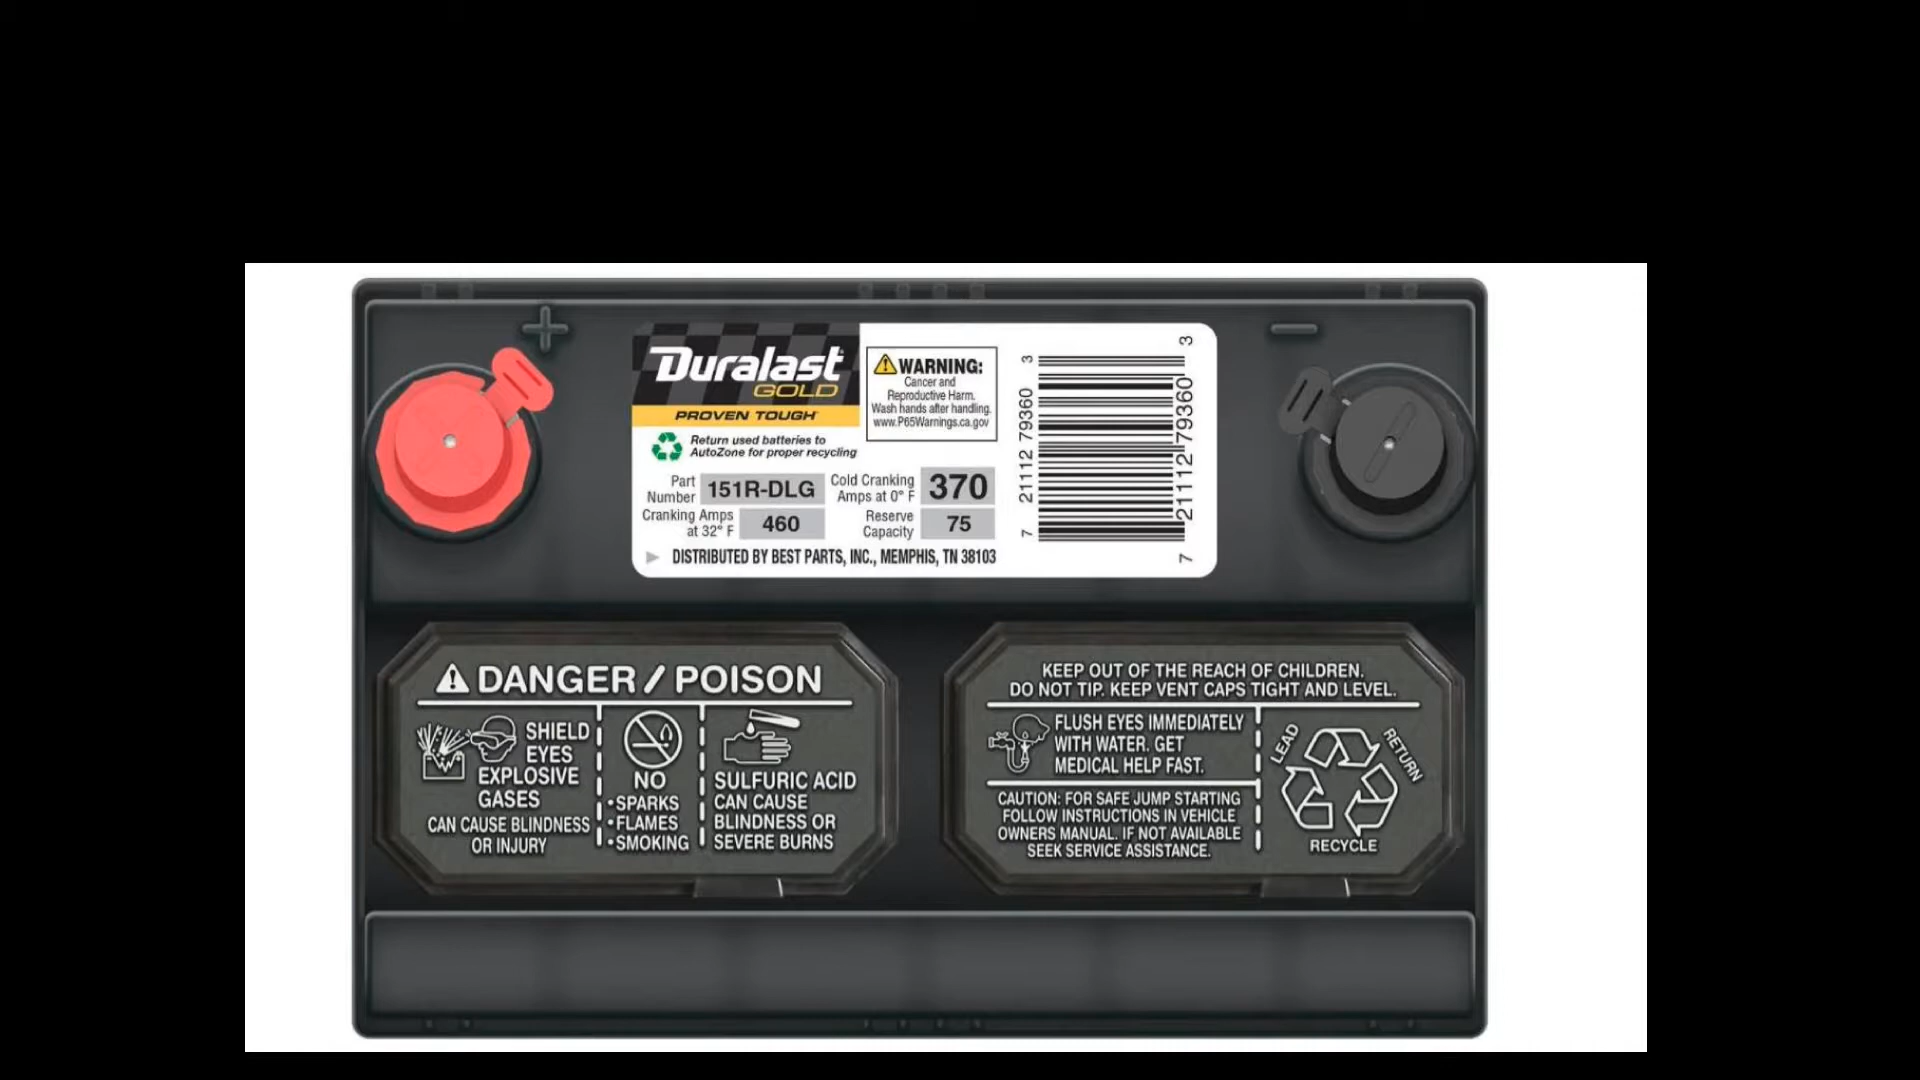 Duralast
GOLD
PROVEN TOUGH
Return used batteries to
AutoZone for proper recycling
WARNING:
Cancer and
Reproductive Harm.
Wash hands after handling.
www.P65Warnings.ca.gov
Part Number 151R-DLG
Cold Cranking Amps at 0° F 370
Cranking Amps at 32° F 460
Reserve Capacity 75
DISTRIBUTED BY BEST PARTS, INC., MEMPHIS, TN 38103
7 21112 79360 3
7 21112 79360 3
DANGER / POISON
SHIELD
EYES
EXPLOSIVE
GASES
CAN CAUSE BLINDNESS
OR INJURY
NO
•SPARKS
•FLAMES
•SMOKING
SULFURIC ACID
CAN CAUSE
BLINDNESS OR
SEVERE BURNS
KEEP OUT OF THE REACH OF CHILDREN.
DO NOT TIP. KEEP VENT CAPS TIGHT AND LEVEL.
FLUSH EYES IMMEDIATELY
WITH WATER. GET
MEDICAL HELP FAST.
CAUTION: FOR SAFE JUMP STARTING
FOLLOW INSTRUCTIONS IN VEHICLE
OWNERS MANUAL. IF NOT AVAILABLE
SEEK SERVICE ASSISTANCE.
LEAD
RETURN
RECYCLE